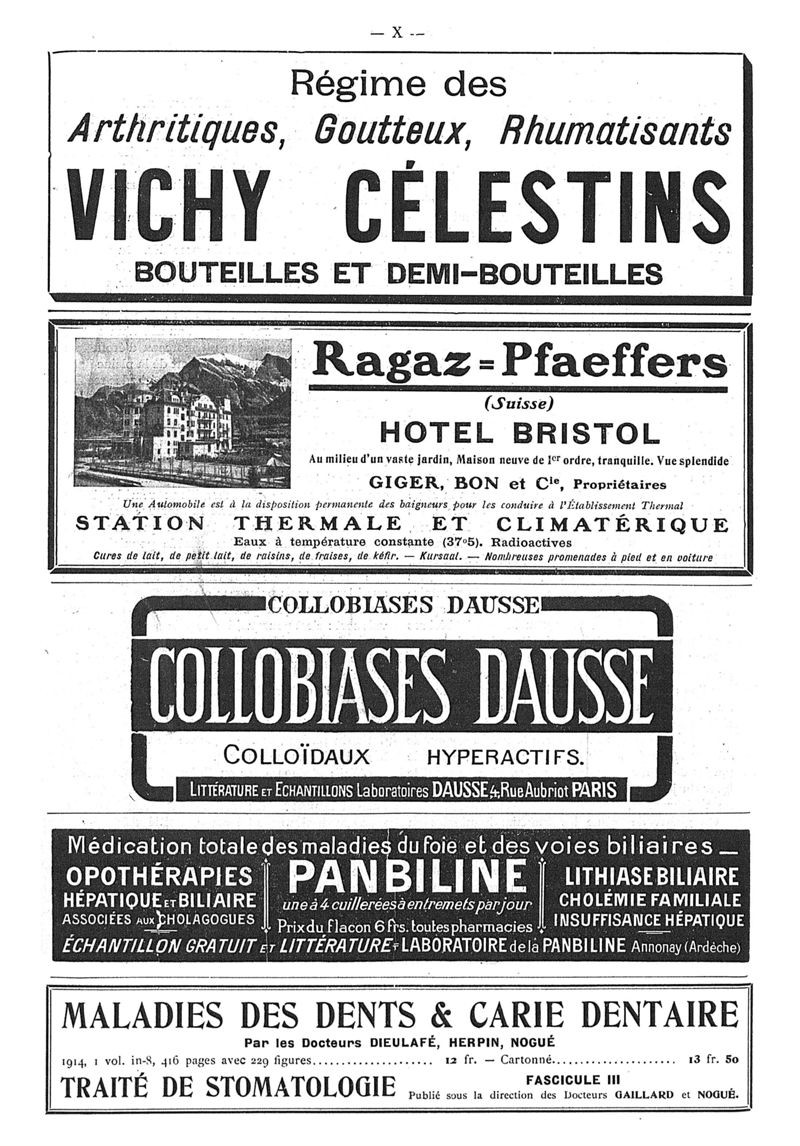 — X —
Régime des
Arthritiques, Goutteux, Rhumatisants
VICHY CÉLESTINS
BOUTEILLES ET DEMI-BOUTEILLES
Ragaz=Pfaeffers
(Suisse)
HOTEL BRISTOL
Au milieu d'un vaste jardin, Maison neuve de 1er ordre, tranquille. Vue splendide
GIGER, BON et Cie, Propriétaires
Une Automobile est à la disposition permanente des baigneurs pour les conduire à l'Établissement Thermal
STATION THERMALE ET CLIMATÉRIQUE
Eaux à température constante (37°5). Radioactives
Cures de lait, de petit lait, de raisins, de fraises, de kéfir. — Kursaal. — Nombreuses promenades à pied et en voiture
COLLOBIASES DAUSSE
COLLOBIASES DAUSSE
COLLOÏDAUX HYPERACTIFS.
LITTÉRATURE ET ECHANTILLONS Laboratoires DAUSSE 4, Rue Aubriot PARIS
Médication totale des maladies du foie et des voies biliaires —
OPOTHÉRAPIES
HÉPATIQUE ET BILIAIRE
ASSOCIÉES AUX CHOLAGOGUES
PANBILINE
une à 4 cuillerées à entremets par jour
Prix du flacon 6 frs. toutes pharmacies
LITHIASE BILIAIRE
CHOLÉMIE FAMILIALE
INSUFFISANCE HÉPATIQUE
ÉCHANTILLON GRATUIT ET LITTÉRATURE LABORATOIRE de la PANBILINE Annonay (Ardèche)
MALADIES DES DENTS & CARIE DENTAIRE
Par les Docteurs DIEULAFÉ, HERPIN, NOGUÉ
1914, 1 vol. in-8, 416 pages avec 229 figures..................... 12 fr. — Cartonné..................... 13 fr. 50
TRAITÉ DE STOMATOLOGIE
FASCICULE III
Publié sous la direction des Docteurs GAILLARD et NOGUÉ.